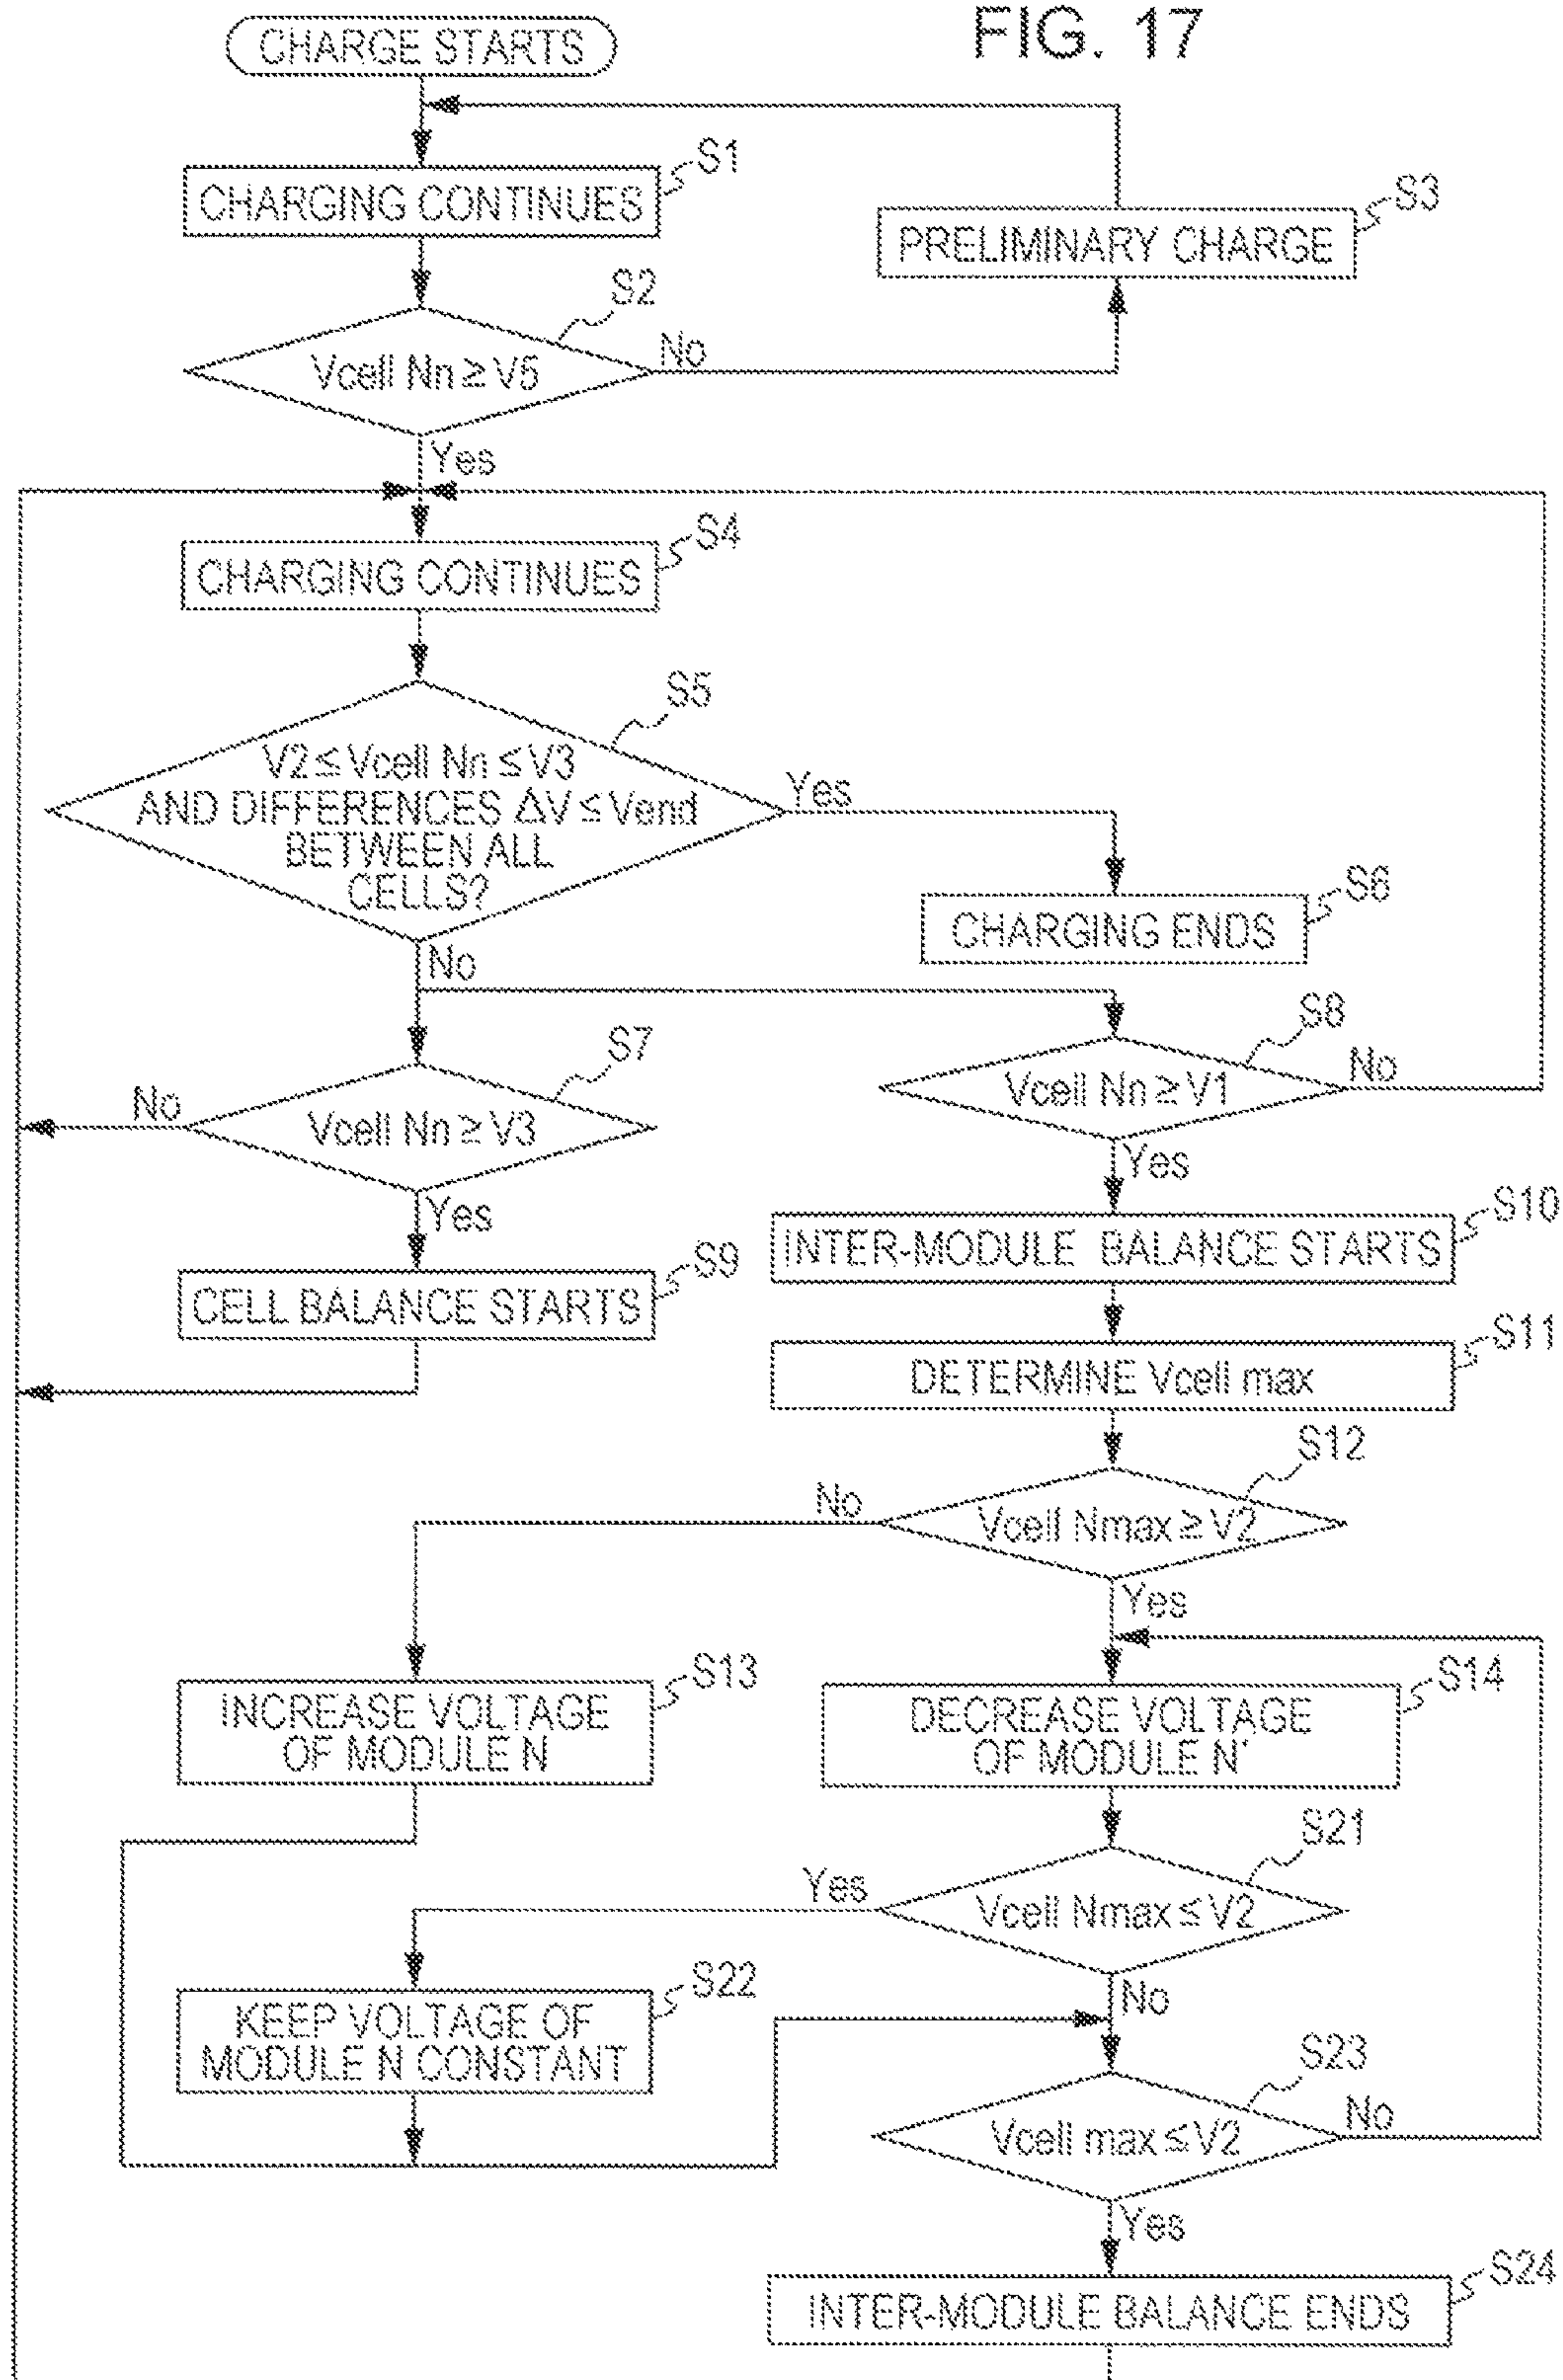 FIG. 17
CHARGE STARTS
S1
CHARGING CONTINUES
S3
PRELIMINARY CHARGE
S2
Vcell Nn ≧ V5
No
Yes
S4
CHARGING CONTINUES
S5
V2 ≦ Vcell Nn ≦ V3
AND DIFFERENCES ΔV ≦ Vend
BETWEEN ALL
CELLS?
Yes
S6
CHARGING ENDS
No
S7
Vcell Nn ≧ V3
No
S8
Vcell Nn ≧ V1
No
Yes
Yes
S9
CELL BALANCE STARTS
S10
INTER-MODULE BALANCE STARTS
S11
DETERMINE Vcell max
S12
Vcell Nmax ≧ V2
No
Yes
S13
INCREASE VOLTAGE
OF MODULE N
S14
DECREASE VOLTAGE
OF MODULE N'
S21
Vcell Nmax ≦ V2
Yes
No
S22
KEEP VOLTAGE OF
MODULE N CONSTANT
S23
Vcell max ≦ V2
No
Yes
S24
INTER-MODULE BALANCE ENDS